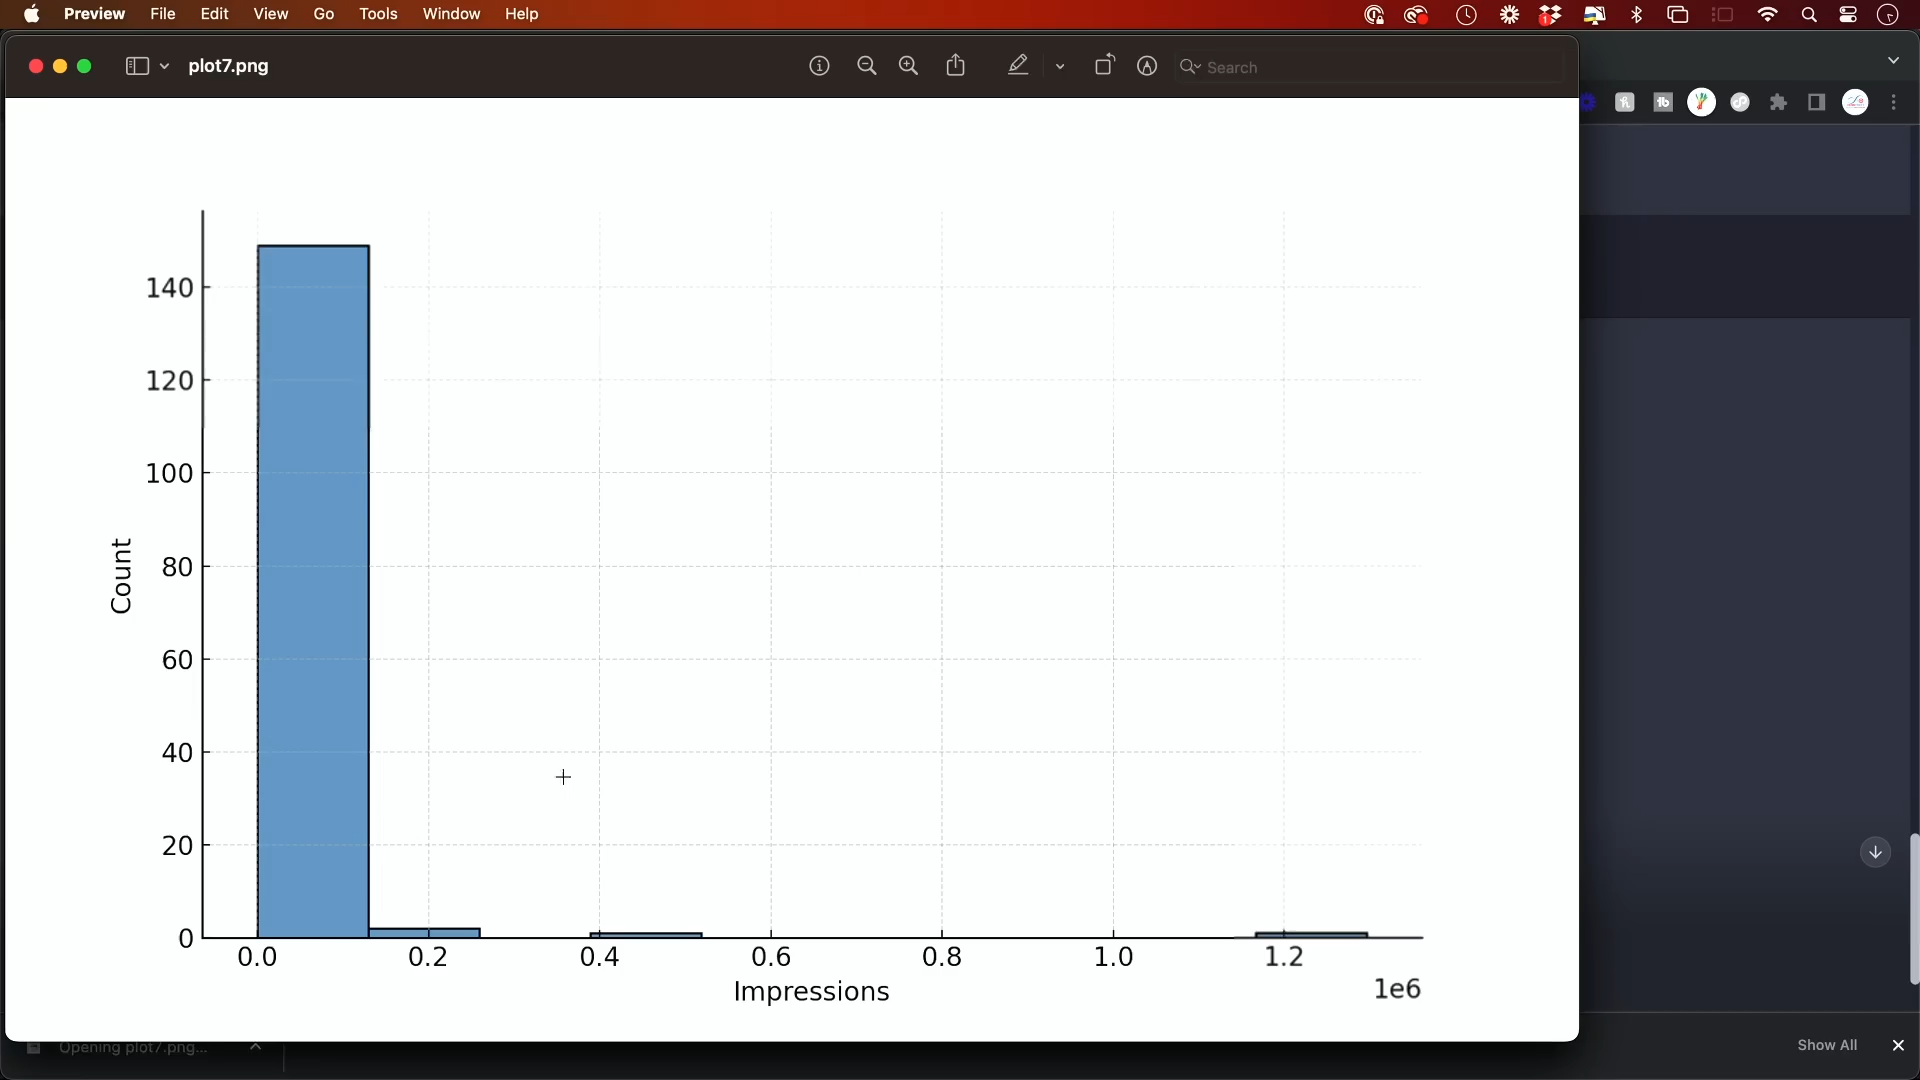 Preview File Edit View Go Tools Window Help
plot7.png
Search
140
120
100
80
60
40
20
0
Count
0.0 0.2 0.4 0.6 0.8 1.0 1.2
1e6
Impressions
Opening plot7.png...
Show All